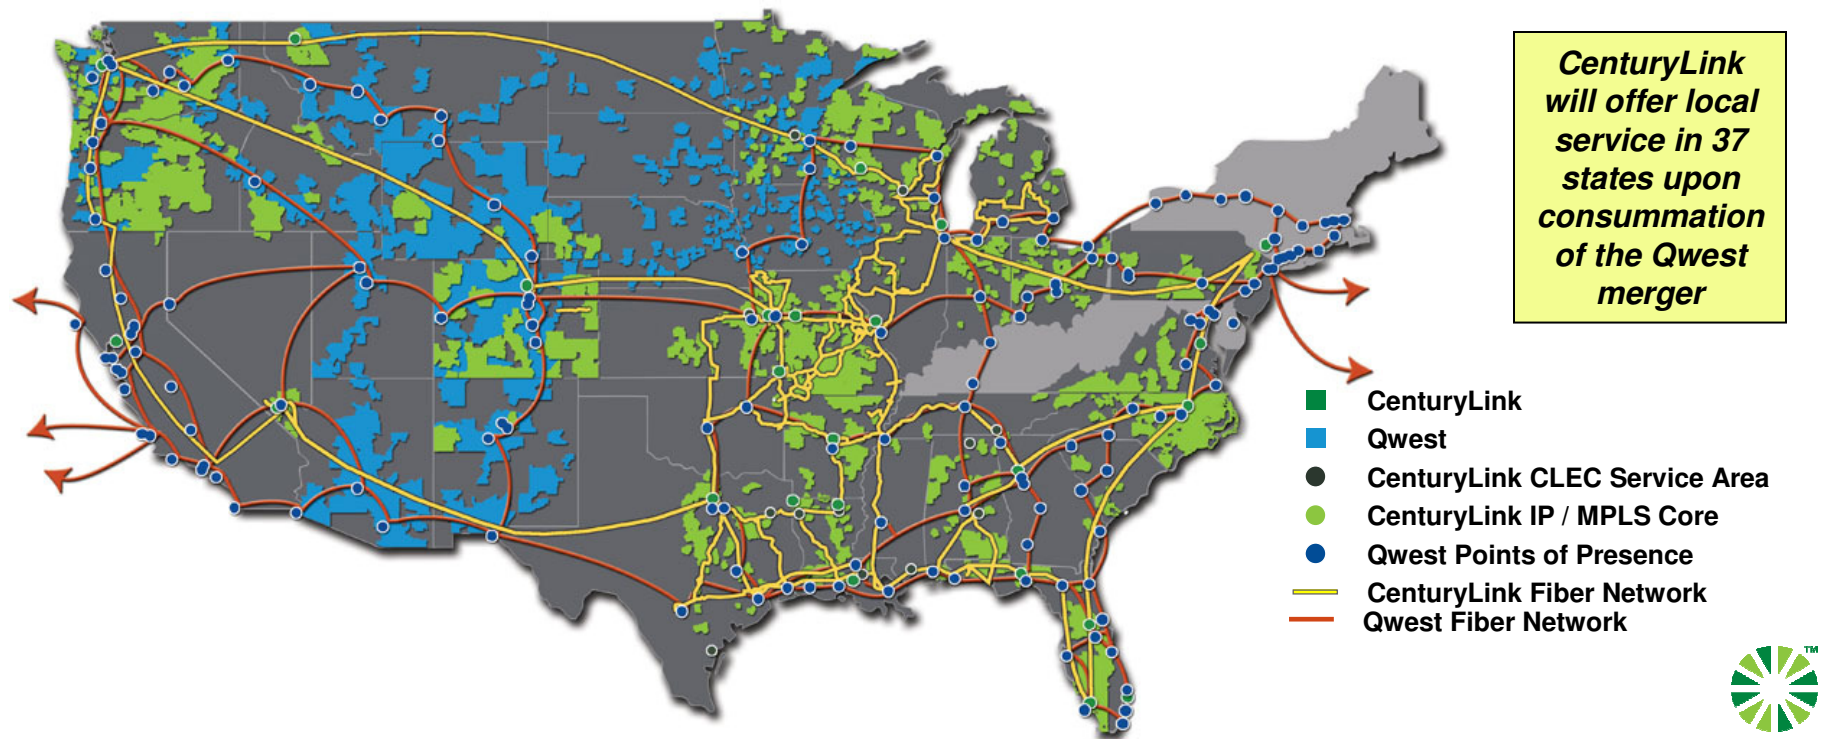 CenturyLink
will offer local
service in 37
states upon
consummation
of the Qwest
merger
CenturyLink
Qwest
CenturyLink CLEC Service Area
CenturyLink IP / MPLS Core
Qwest Points of Presence
CenturyLink Fiber Network
Qwest Fiber Network
TM